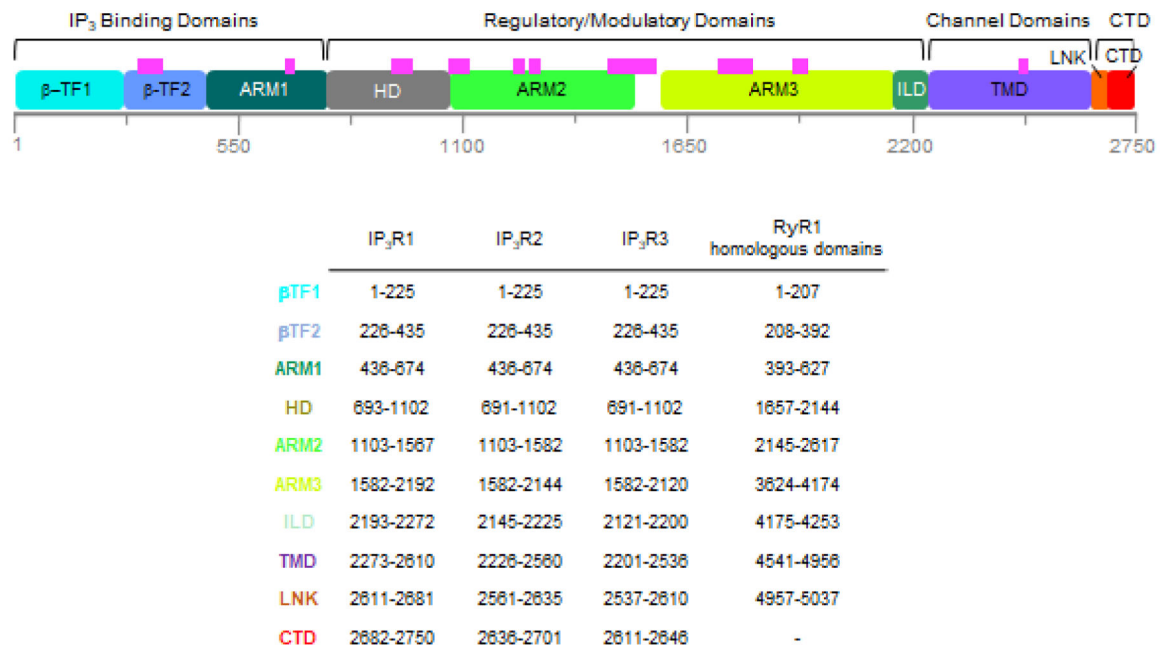 IP₃ Binding Domains Regulatory/Modulatory Domains Channel Domains CTD
LNK CTD
β–TF1 β-TF2 ARM1 HD ARM2 ARM3 ILD TMD
1 550 1100 1650 2200 2750
IP₃R1 IP₃R2 IP₃R3 RyR1
homologous domains
βTF1 1-225 1-225 1-225 1-207
βTF2 226-435 226-435 226-435 208-392
ARM1 436-674 436-674 436-674 393-627
HD 693-1102 691-1102 691-1102 1657-2144
ARM2 1103-1567 1103-1582 1103-1582 2145-2617
ARM3 1582-2192 1582-2144 1582-2120 3624-4174
ILD 2193-2272 2145-2225 2121-2200 4175-4253
TMD 2273-2610 2226-2560 2201-2536 4541-4956
LNK 2611-2681 2561-2635 2537-2610 4957-5037
CTD 2682-2750 2636-2701 2611-2646 -